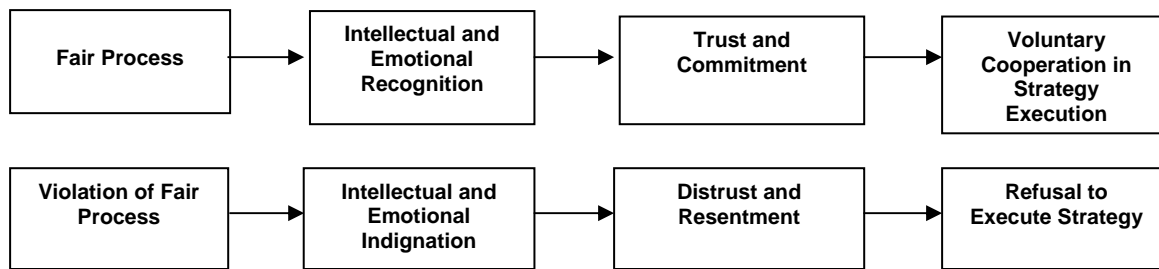 Fair Process
Intellectual and
Emotional
Recognition
Trust and
Commitment
Voluntary
Cooperation in
Strategy
Execution
Violation of Fair
Process
Intellectual and
Emotional
Indignation
Distrust and
Resentment
Refusal to
Execute Strategy